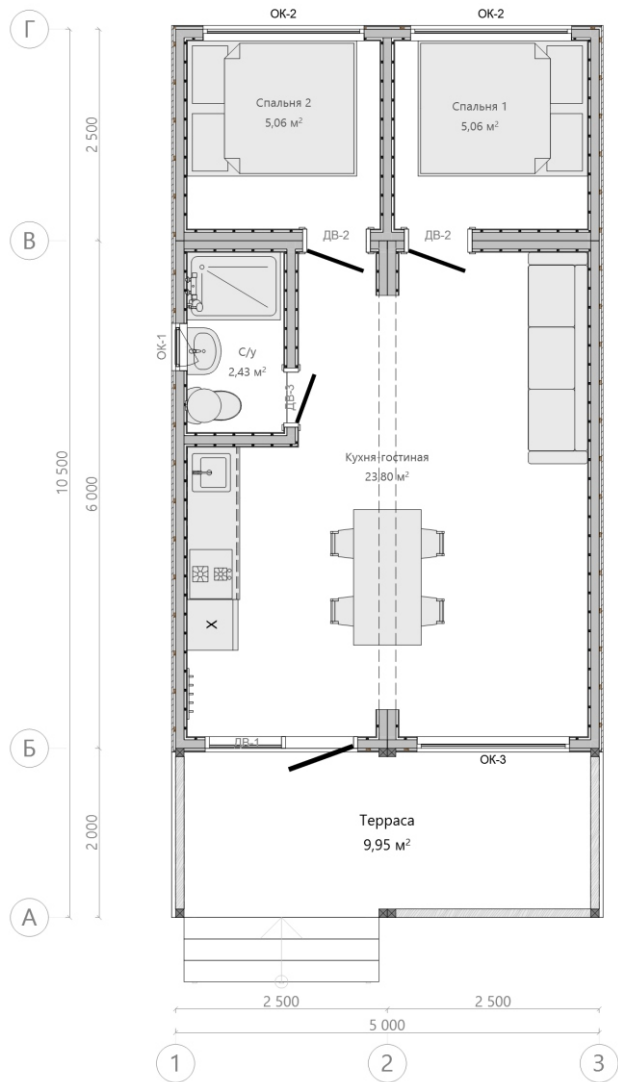 ОК-2
ОК-2
Г
Спальня 2
5,06 м²
Спальня 1
5,06 м²
2 500
ДВ-2
ДВ-2
В
ОК-1
С/у
2,43 м²
ДВ-3
Кухня-гостиная
23,80 м²
10 500
6 000
X
ДВ-1
Б
ОК-3
Терраса
9,95 м²
2 000
А
2 500
2 500
5 000
1
2
3